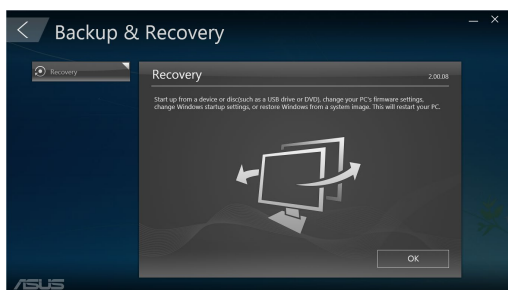 Backup & Recovery
Recovery
Recovery
2.00.08
Start up from a device or disc(such as a USB drive or DVD), change your PC's firmware settings,
change Windows startup settings, or restore Windows from a system image. This will restart your PC.
OK
ASUS